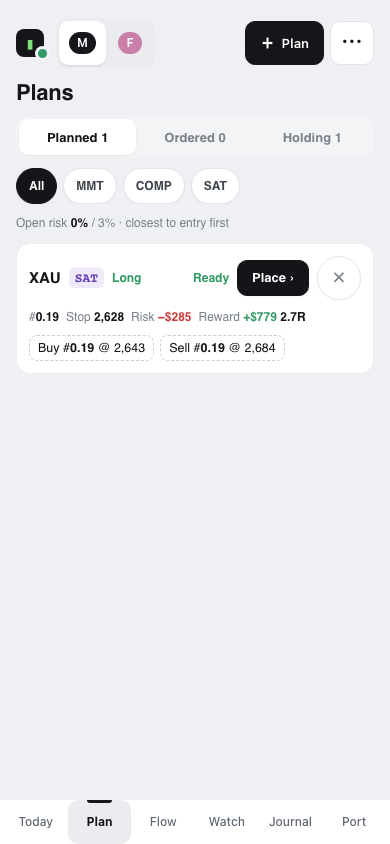 M F + Plan ...
Plans
Planned 1 Ordered 0 Holding 1
All MMT COMP SAT
Open risk 0% / 3% · closest to entry first
XAU SAT Long Ready Place › ✕
#0.19 Stop 2,628 Risk –$285 Reward +$779 2.7R
Buy #0.19 @ 2,643 Sell #0.19 @ 2,684
Today Plan Flow Watch Journal Port